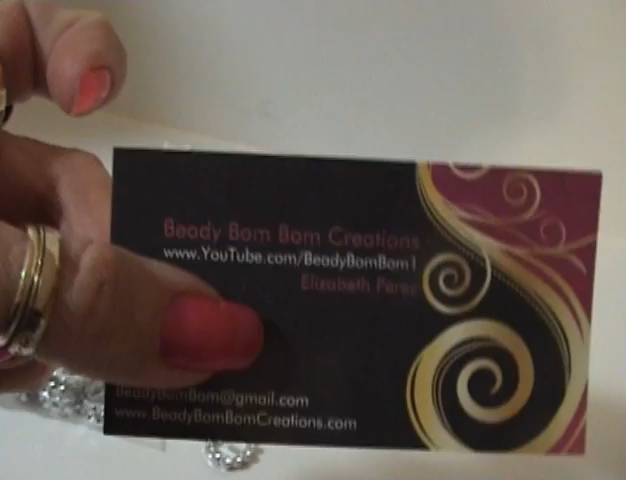 Beady Bom Bom Creations
www.YouTube.com/BeadyBomBom1
Elizabeth Perez
BeadyBomBom@gmail.com
www.BeadyBomBomCreations.com